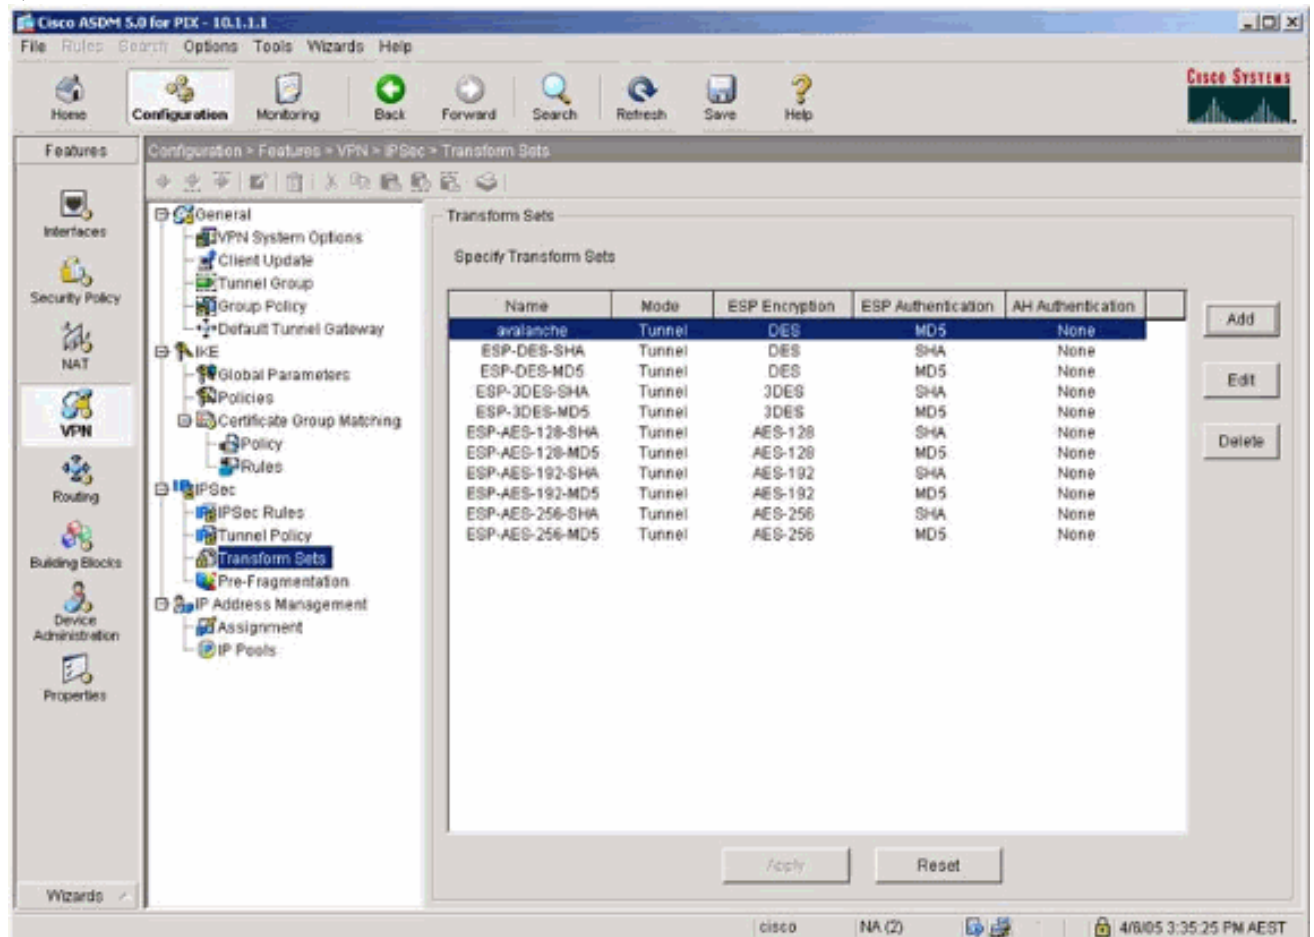 Cisco ASDM 5.0 for PIX - 10.1.1.1
File Rules Search Options Tools Wizards Help
Home Configuration Monitoring Back Forward Search Refresh Save Help
CISCO SYSTEMS
Features
Configuration > Features > VPN > IPSec > Transform Sets
Interfaces
Security Policy
NAT
VPN
Routing
Building Blocks
Device Administration
Properties
Wizards
General
VPN System Options
Client Update
Tunnel Group
Group Policy
Default Tunnel Gateway
IKE
Global Parameters
Policies
Certificate Group Matching
Policy
Rules
IPSec
IPSec Rules
Tunnel Policy
Transform Sets
Pre-Fragmentation
IP Address Management
Assignment
IP Pools
Transform Sets
Specify Transform Sets
Name Mode ESP Encryption ESP Authentication AH Authentication
avalanche Tunnel DES MD5 None
ESP-DES-SHA Tunnel DES SHA None
ESP-DES-MD5 Tunnel DES MD5 None
ESP-3DES-SHA Tunnel 3DES SHA None
ESP-3DES-MD5 Tunnel 3DES MD5 None
ESP-AES-128-SHA Tunnel AES-128 SHA None
ESP-AES-128-MD5 Tunnel AES-128 MD5 None
ESP-AES-192-SHA Tunnel AES-192 SHA None
ESP-AES-192-MD5 Tunnel AES-192 MD5 None
ESP-AES-256-SHA Tunnel AES-256 SHA None
ESP-AES-256-MD5 Tunnel AES-256 MD5 None
Add
Edit
Delete
Apply Reset
cisco NA (2) 4/6/05 3:35:25 PM AEST